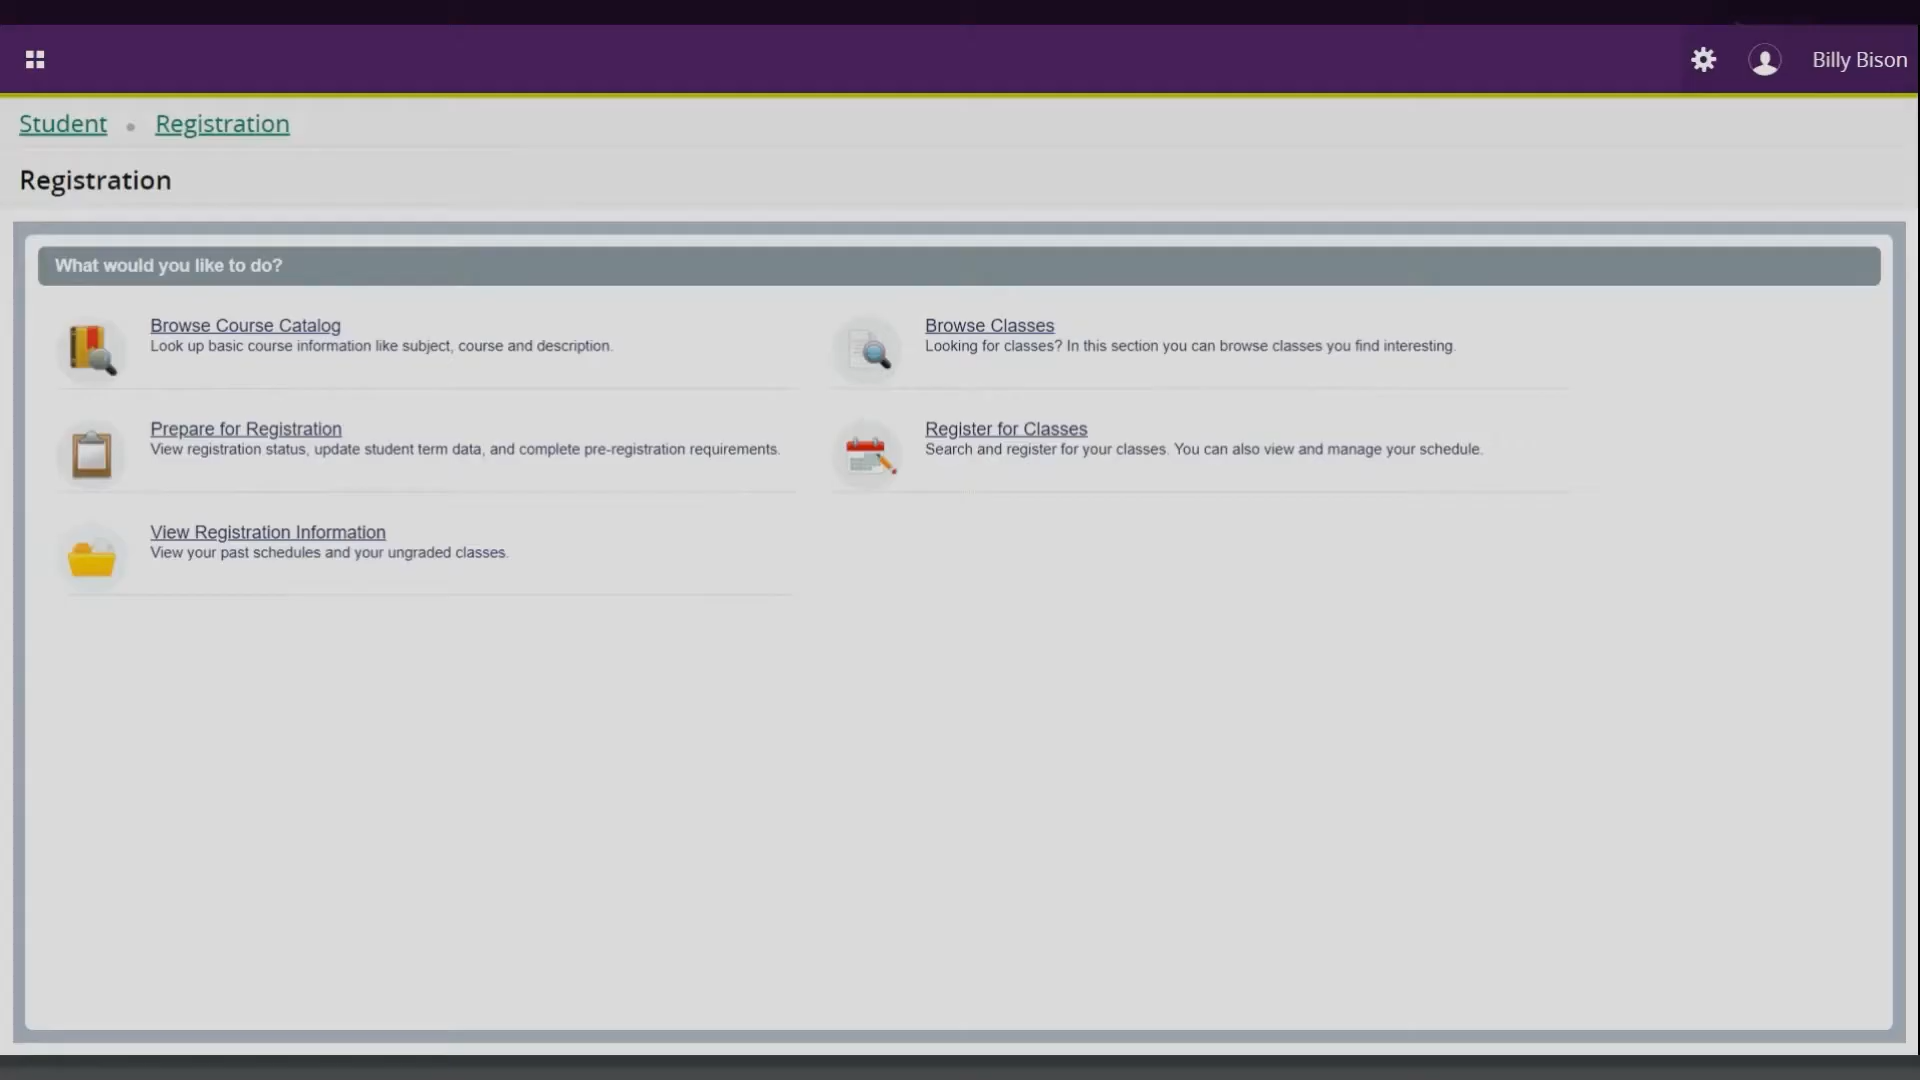 Billy Bison
Student • Registration
Registration
What would you like to do?
Browse Course Catalog
Look up basic course information like subject, course and description.
Browse Classes
Looking for classes? In this section you can browse classes you find interesting.
Prepare for Registration
View registration status, update student term data, and complete pre-registration requirements.
Register for Classes
Search and register for your classes. You can also view and manage your schedule.
View Registration Information
View your past schedules and your ungraded classes.